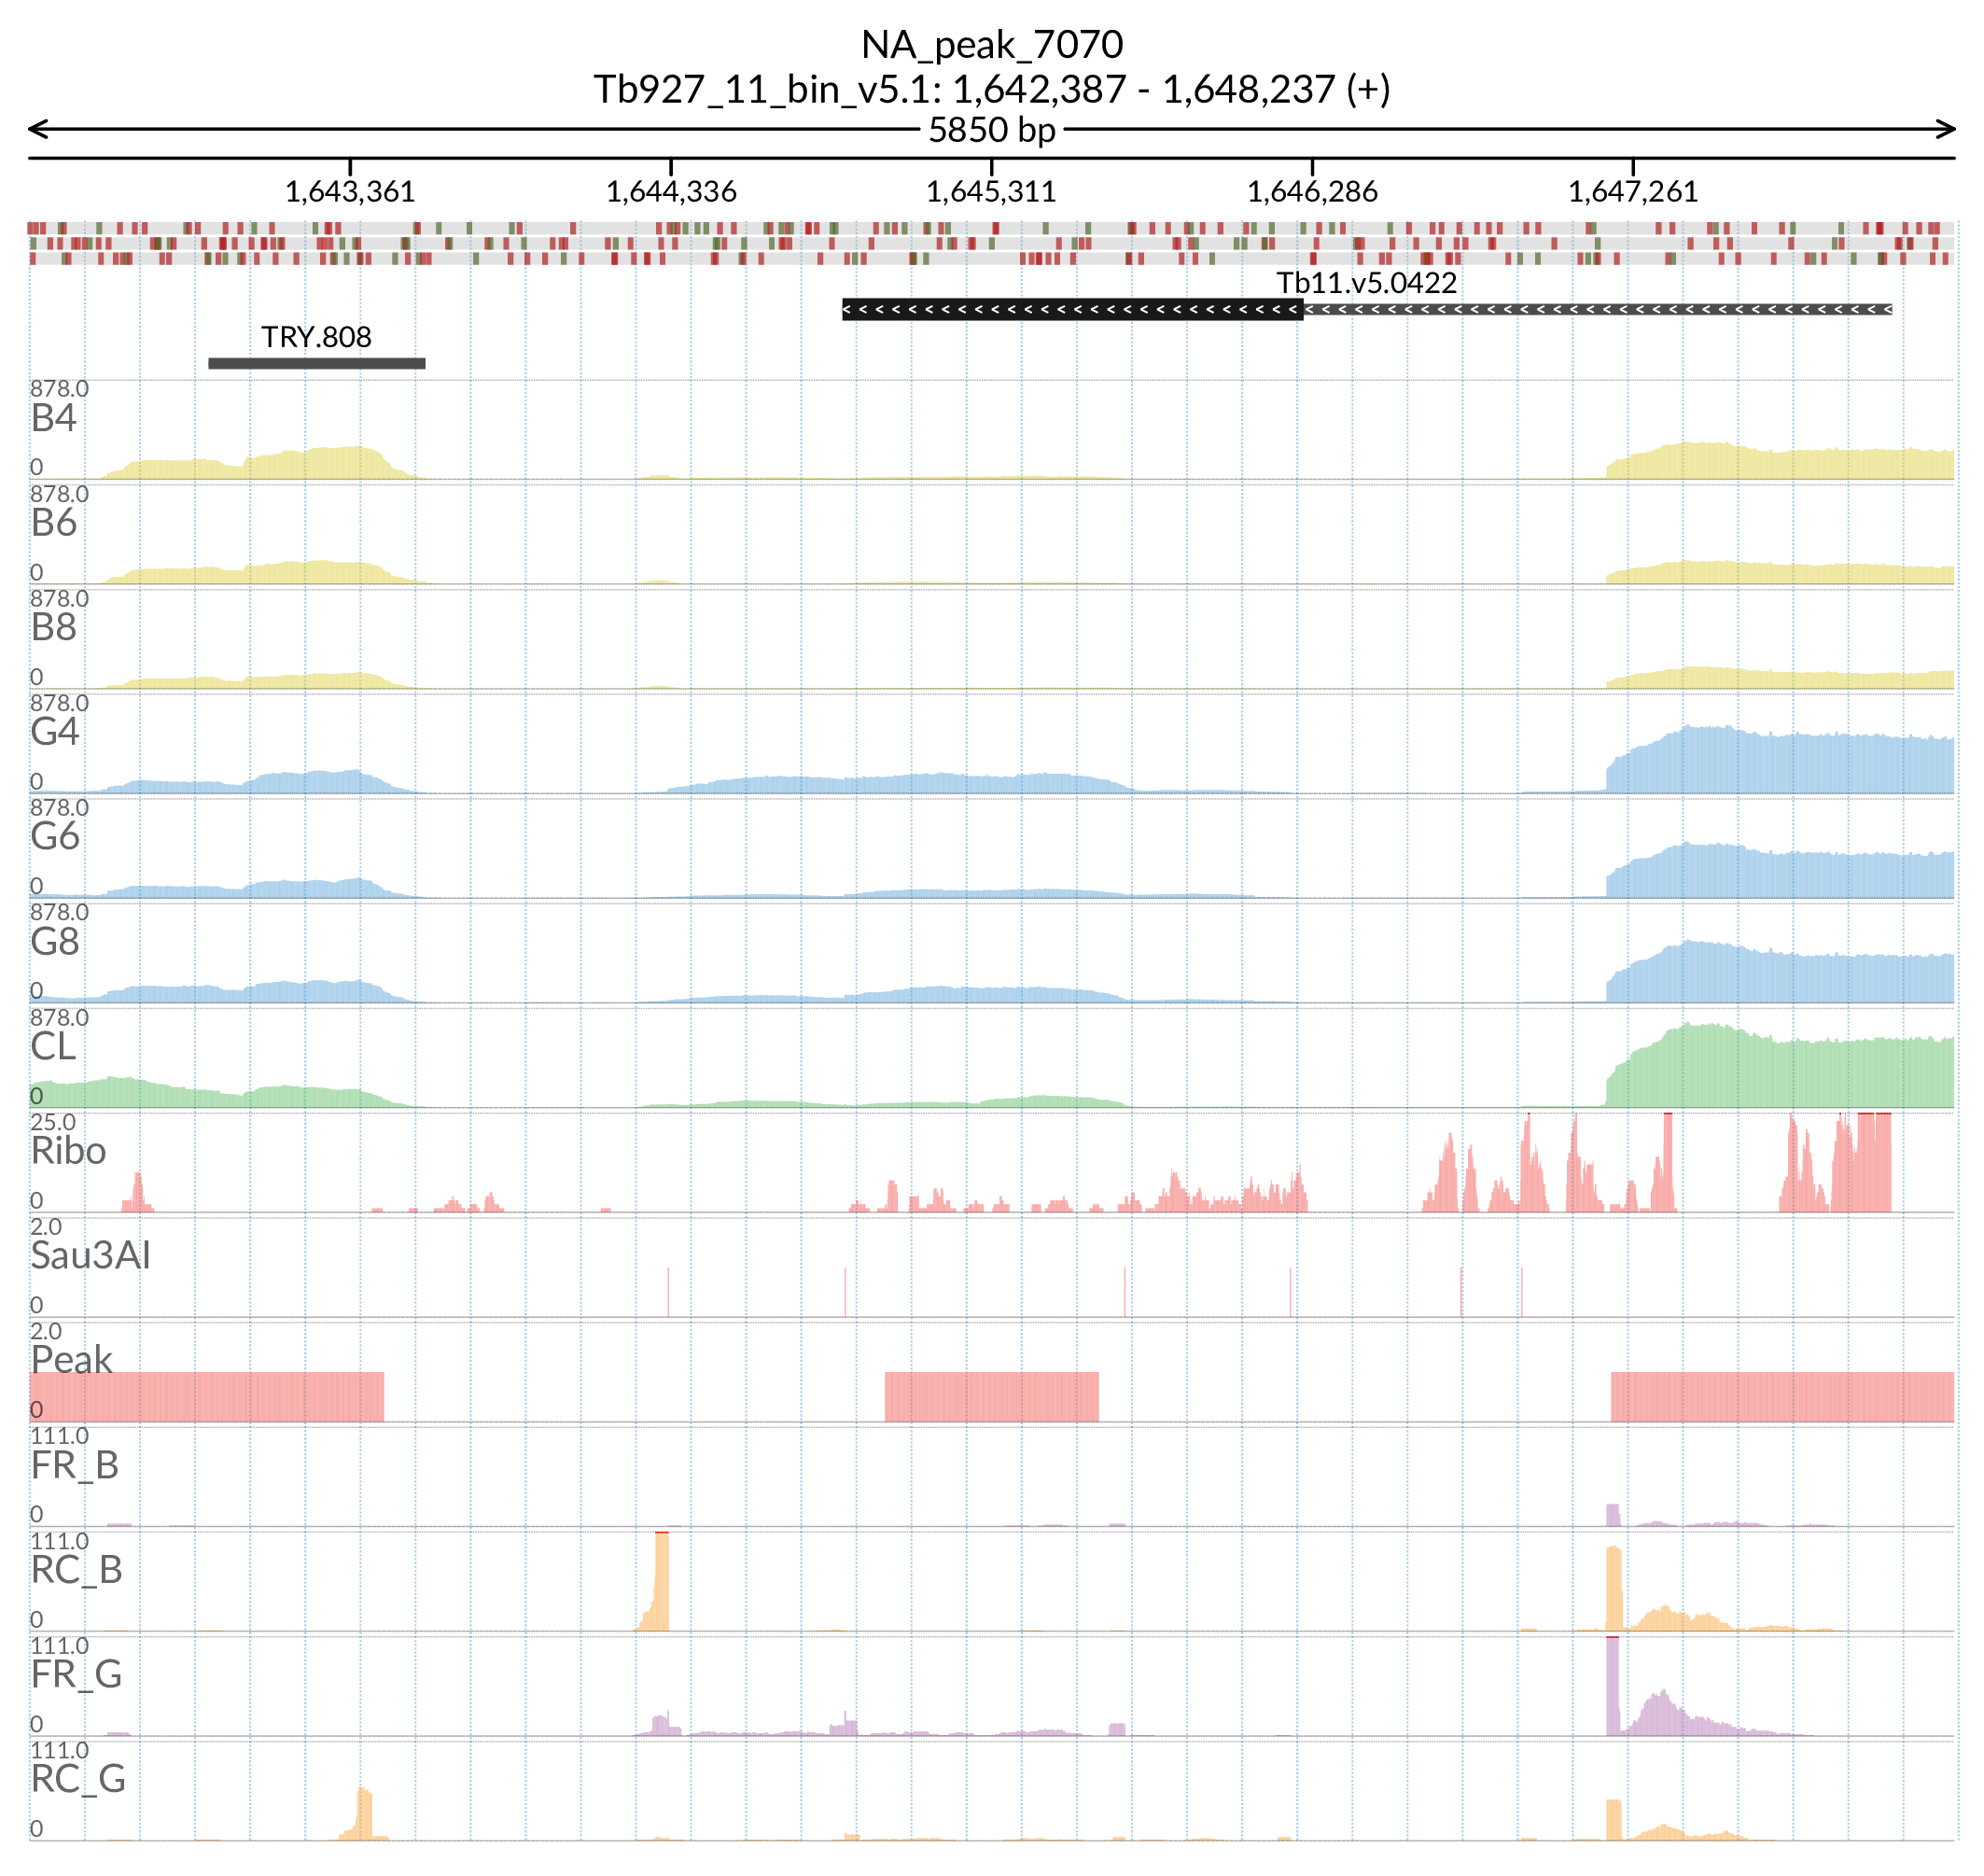 NA_peak_7070
Tb927_11_bin_v5.1: 1,642,387 - 1,648,237 (+)
5850 bp
1,643,361 1,644,336 1,645,311 1,646,286 1,647,261
Tb11.v5.0422
TRY.808
878.0
B4
0
878.0
B6
0
878.0
B8
0
878.0
G4
0
878.0
G6
0
878.0
G8
0
878.0
CL
0
25.0
Ribo
0
2.0
Sau3AI
0
2.0
Peak
0
111.0
FR_B
0
111.0
RC_B
0
111.0
FR_G
0
111.0
RC_G
0